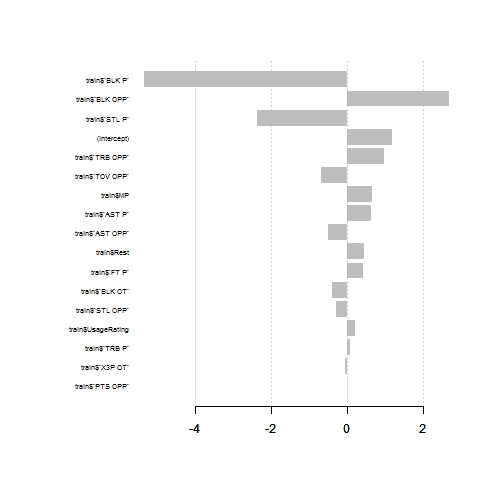 train$`BLK P`
train$`BLK OPP`
train$`STL P`
(Intercept)
train$`TRB OPP`
train$`TOV OPP`
train$MP
train$`AST P`
train$`AST OPP`
train$Rest
train$`FT P`
train$`BLK OT`
train$`STL OPP`
train$UsageRating
train$`TRB P`
train$`X3P OT`
train$`PTS OPP`
-4 -2 0 2